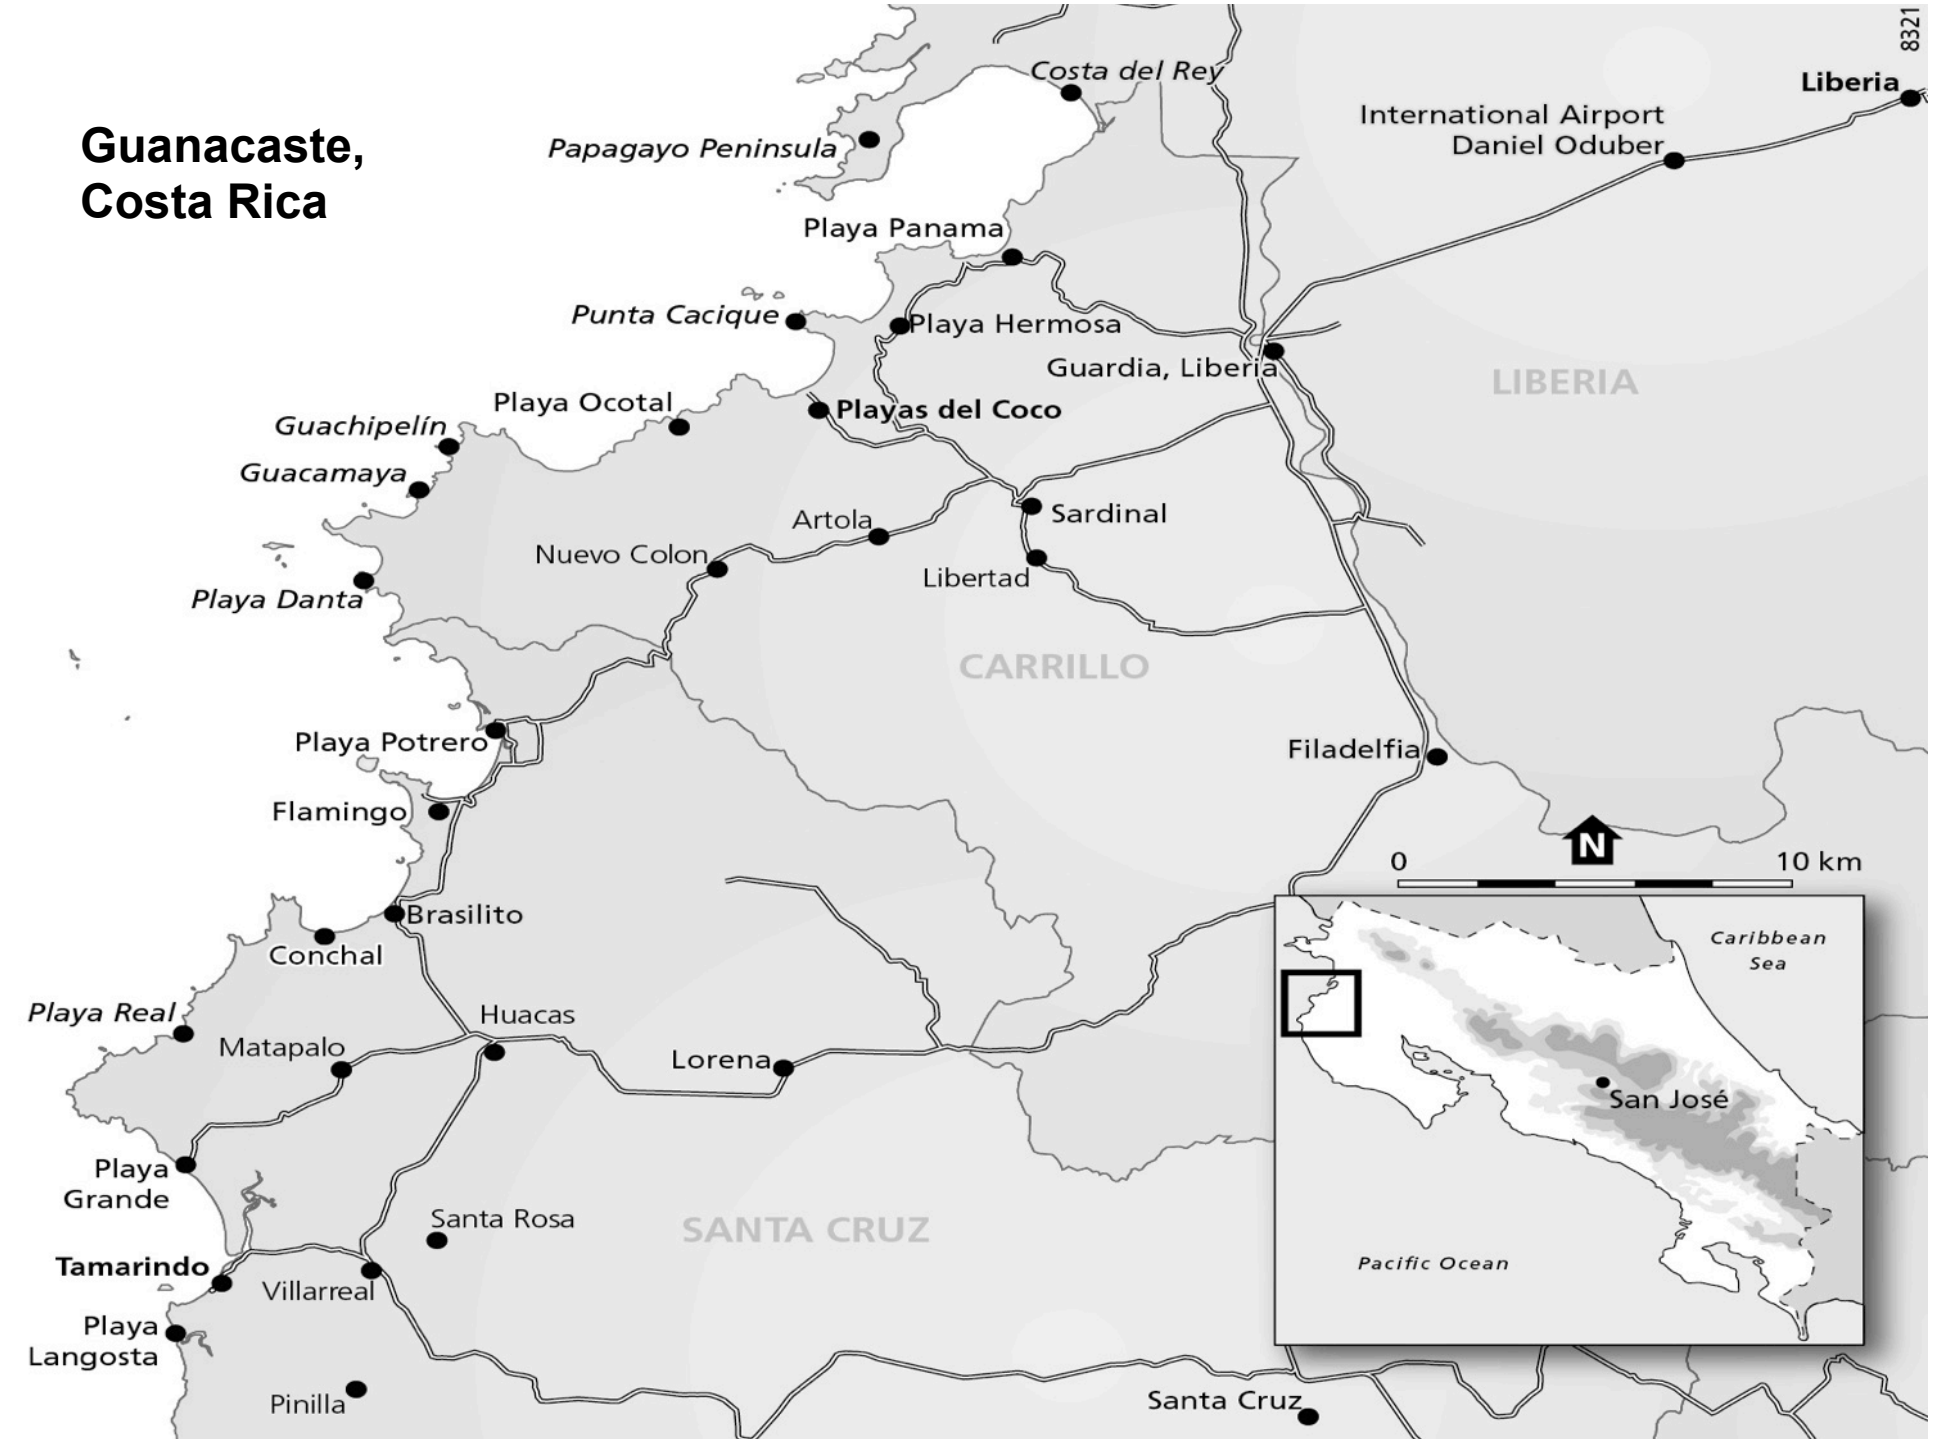 8321
Costa del Rey
Liberia
International Airport
Daniel Oduber
Guanacaste,
Costa Rica
Papagayo Peninsula
Playa Panama
Punta Cacique
Playa Hermosa
Guardia, Liberia
LIBERIA
Playa Ocotal
Playas del Coco
Guachipelín
Guacamaya
Sardinal
Artola
Nuevo Colon
Libertad
Playa Danta
CARRILLO
Playa Potrero
Filadelfia
Flamingo
N
0 10 km
Brasilito
Conchal
Caribbean
Sea
Playa Real
Huacas
Matapalo
Lorena
San José
Playa
Grande
Santa Rosa
SANTA CRUZ
Pacific Ocean
Tamarindo
Villarreal
Playa
Langosta
Pinilla
Santa Cruz